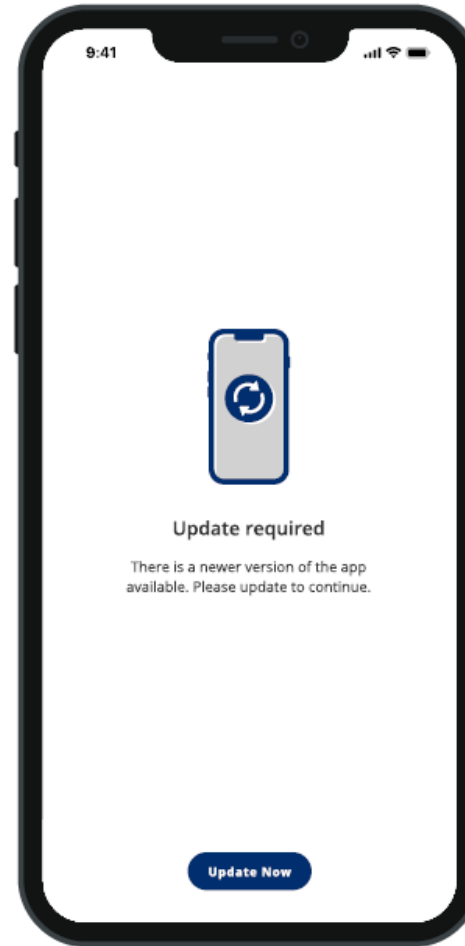 9:41
Update required
There is a newer version of the app
available. Please update to continue.
Update Now